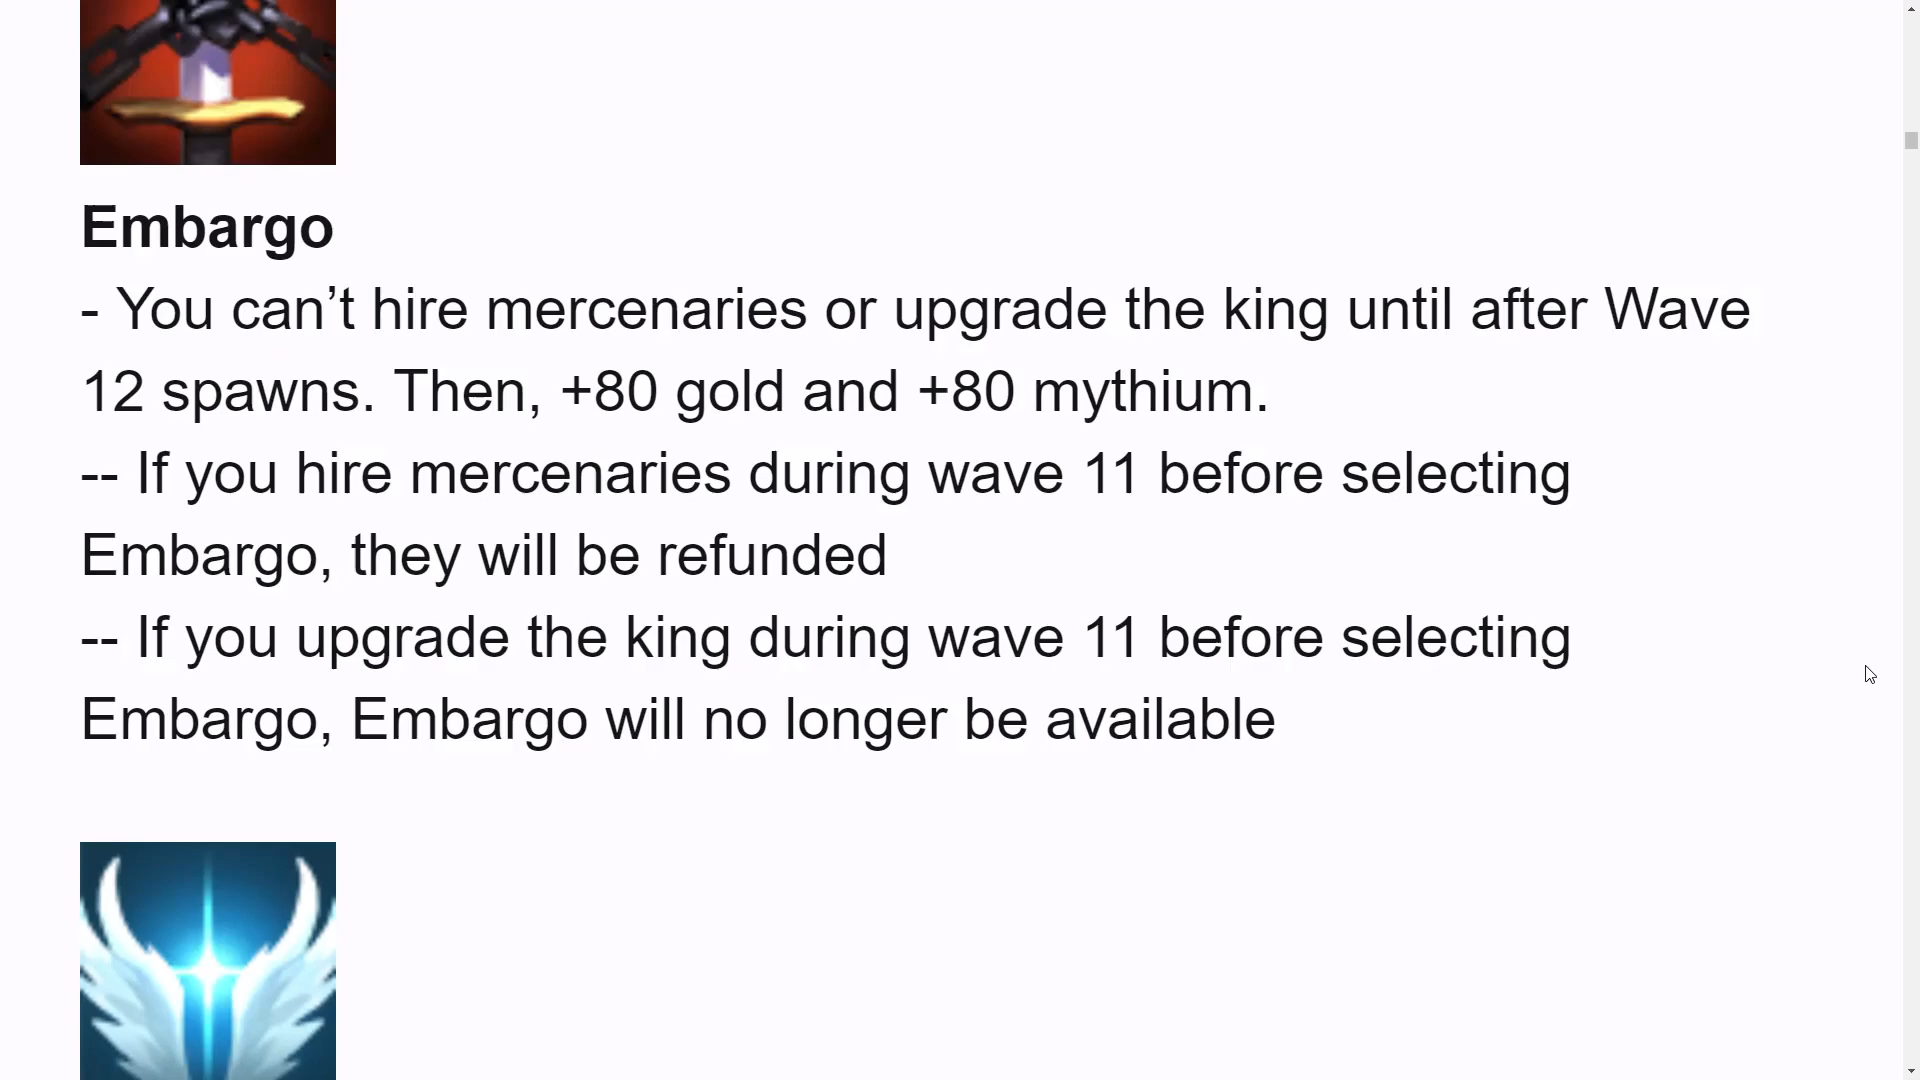 Embargo
- You can’t hire mercenaries or upgrade the king until after Wave
12 spawns. Then, +80 gold and +80 mythium.
-- If you hire mercenaries during wave 11 before selecting
Embargo, they will be refunded
-- If you upgrade the king during wave 11 before selecting
Embargo, Embargo will no longer be available